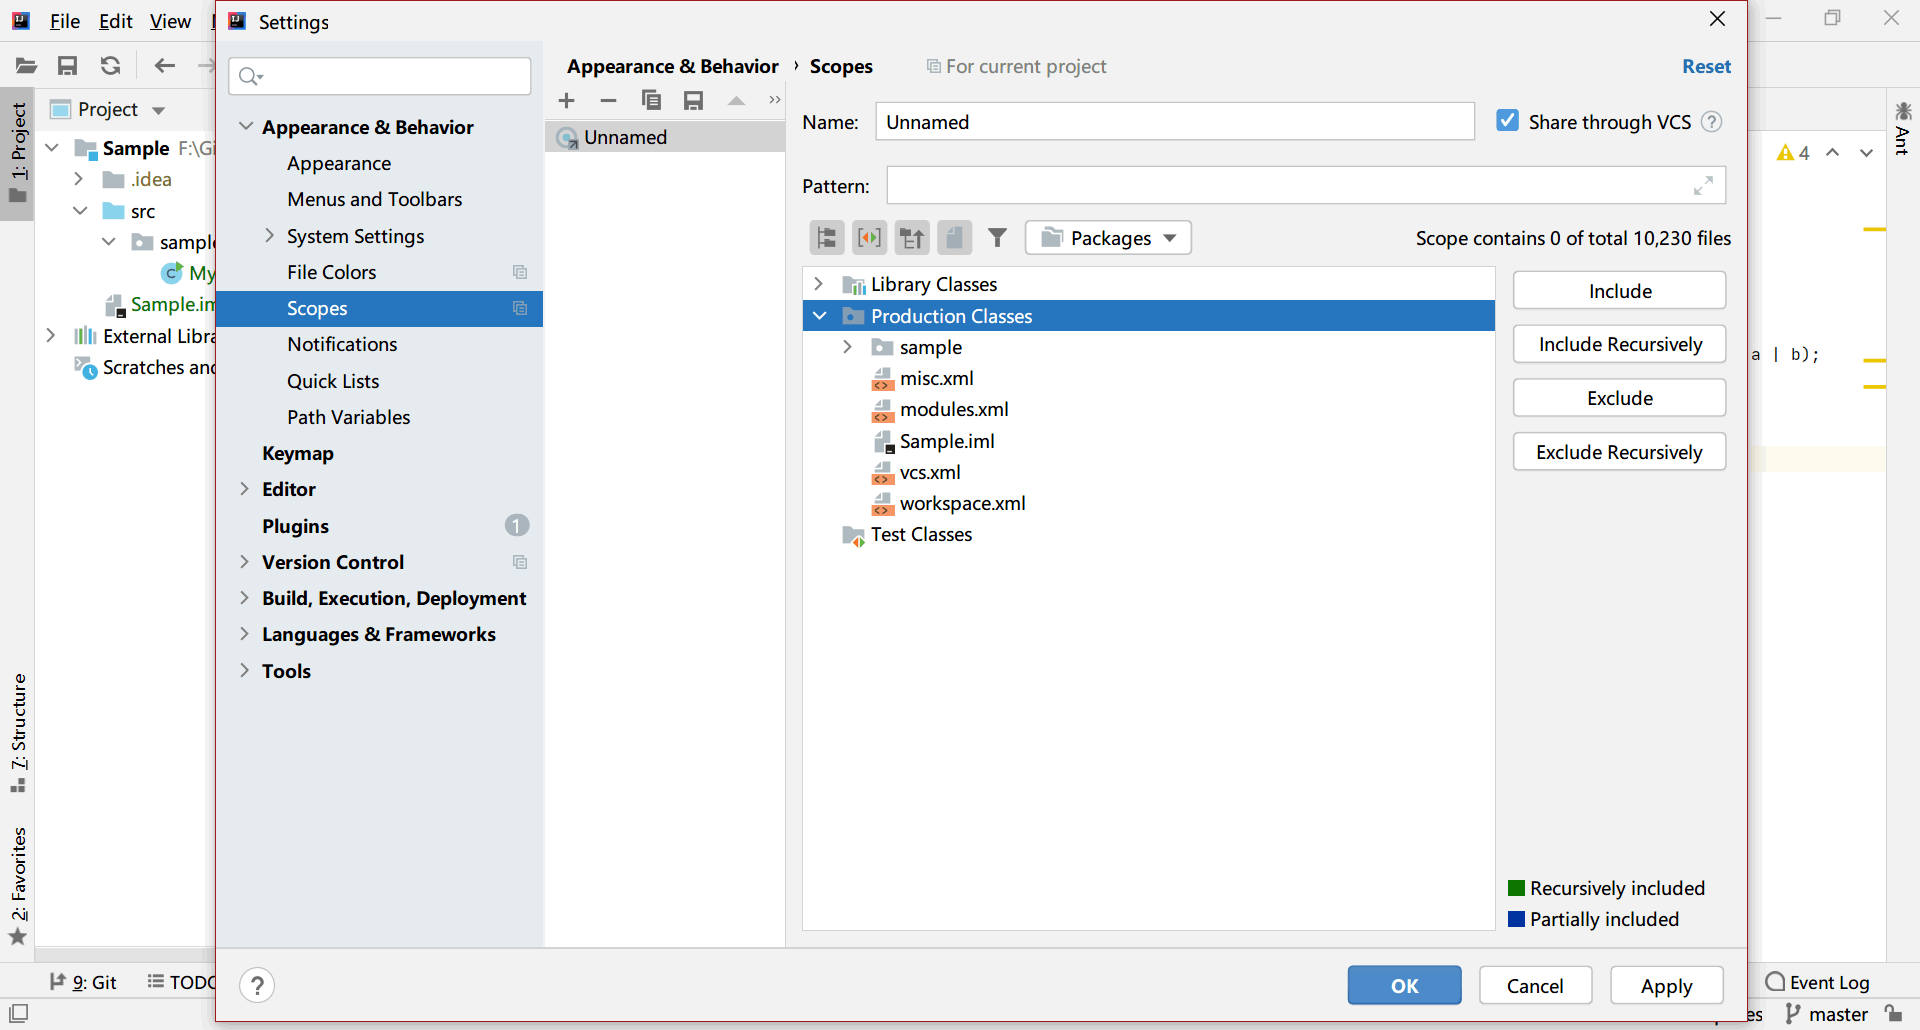 File Edit View
Settings
Appearance & Behavior › Scopes
For current project
Reset
1: Project
Project
Sample F:\Gi
.idea
src
sample
My
Sample.im
External Libra
Scratches and
7: Structure
2: Favorites
Appearance & Behavior
Appearance
Menus and Toolbars
System Settings
File Colors
Scopes
Notifications
Quick Lists
Path Variables
Keymap
Editor
Plugins 1
Version Control
Build, Execution, Deployment
Languages & Frameworks
Tools
Unnamed
Name: Unnamed
Share through VCS ?
Pattern:
Packages
Scope contains 0 of total 10,230 files
Library Classes
Production Classes
sample
misc.xml
modules.xml
Sample.iml
vcs.xml
workspace.xml
Test Classes
Include
Include Recursively
Exclude
Exclude Recursively
Recursively included
Partially included
4
Ant
a | b);
?
OK
Cancel
Apply
9: Git
TODO
Event Log
es
master